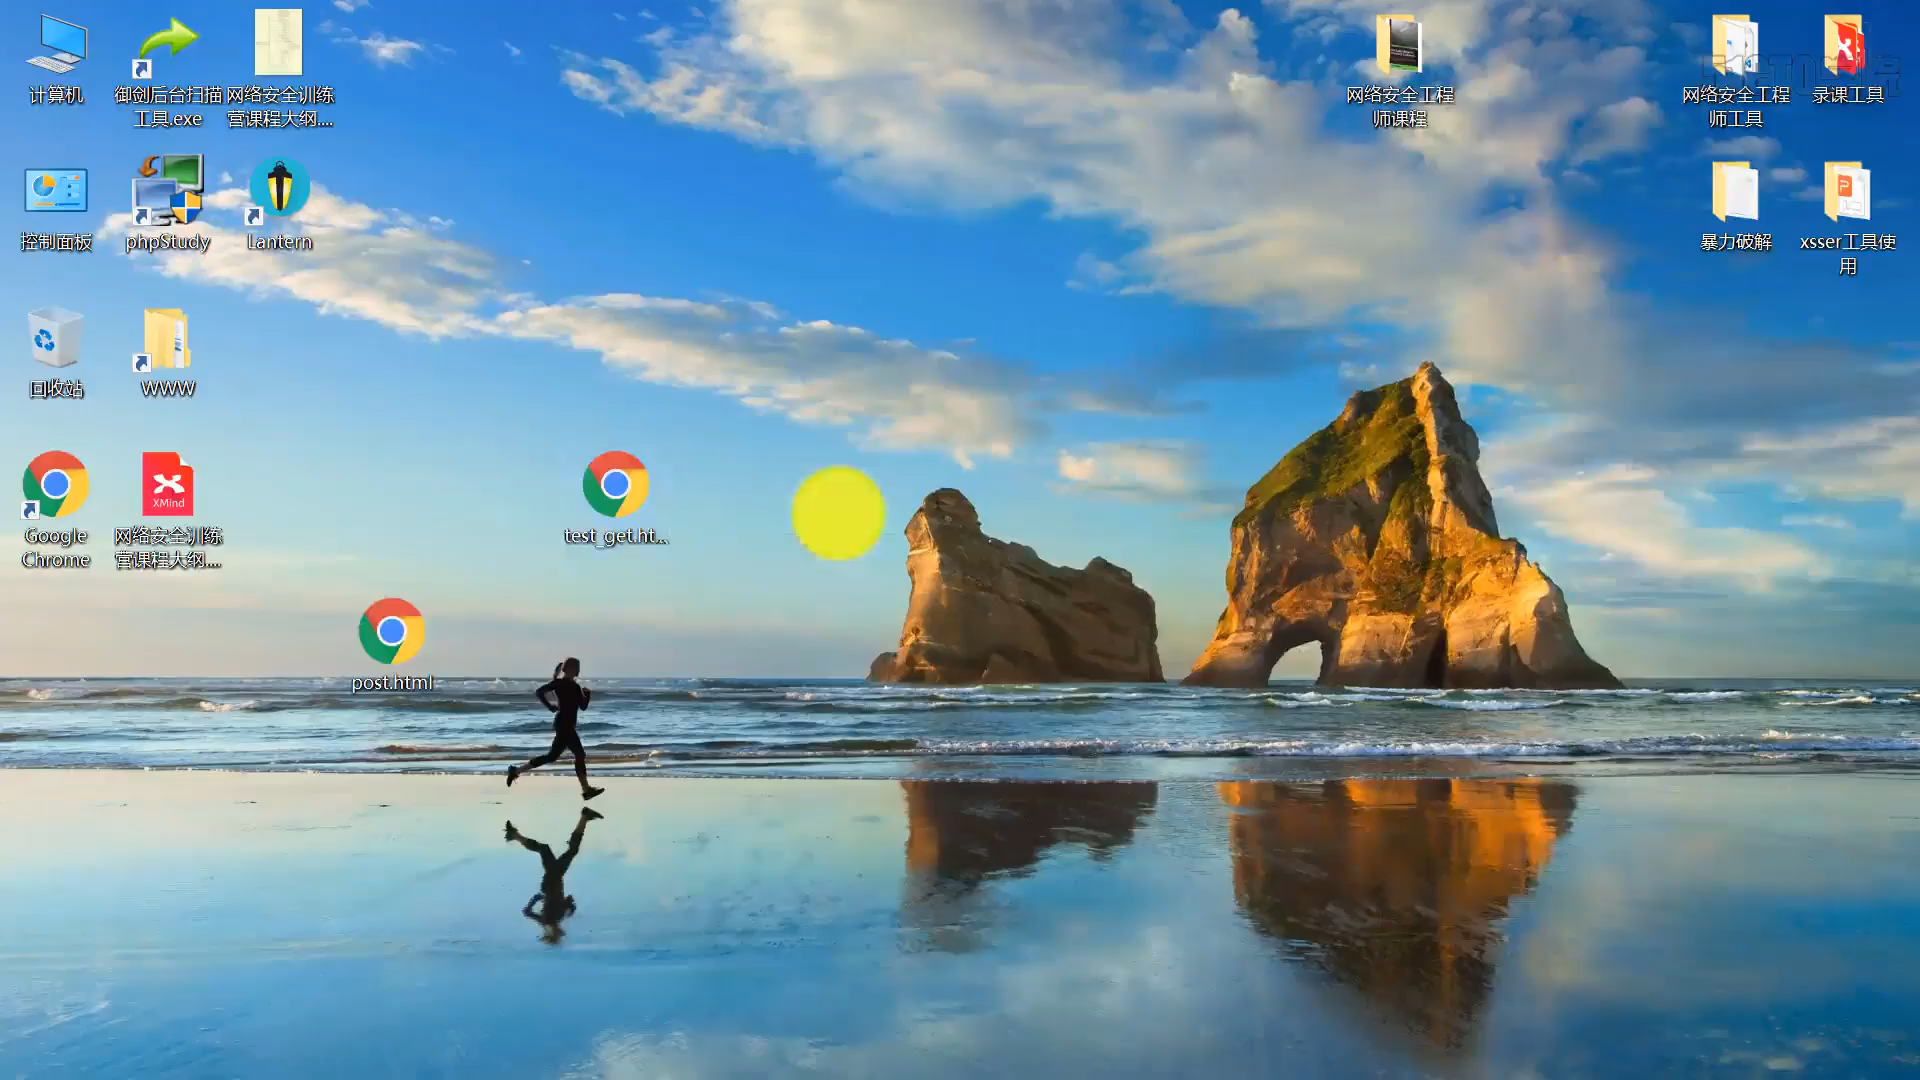 计算机
御剑后台扫描
工具.exe
网络安全训练
营课程大纲....
网络安全工程
师课程
网络安全工程
师工具
录课工具
控制面板
phpStudy
Lantern
暴力破解
xsser工具使
用
回收站
WWW
Google
Chrome
XMind
网络安全训练
营课程大纲....
test_get.ht...
post.html